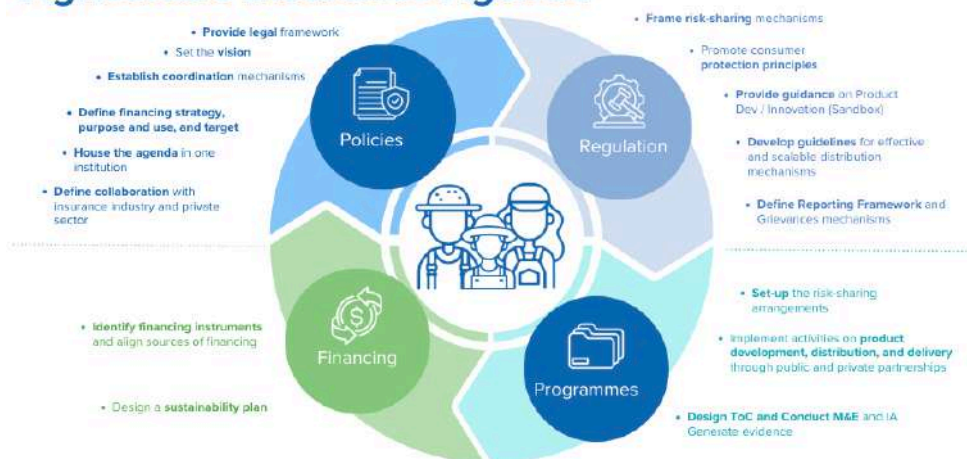 • Provide legal framework
• Set the vision
• Establish coordination mechanisms
• Define financing strategy,
purpose and use, and target
• House the agenda in one
institution
• Define collaboration with
insurance industry and private
sector
Policies
• Frame risk-sharing mechanisms
• Promote consumer
protection principles
• Provide guidance on Product
Dev / Innovation (Sandbox)
• Develop guidelines for effective
and scalable distribution
mechanisms
• Define Reporting Framework and
Grievances mechanisms
Regulation
• Identify financing instruments
and align sources of financing
• Design a sustainability plan
Financing
$
• Set-up the risk-sharing
arrangements
• Implement activities on product
development, distribution, and delivery
through public and private partnerships
• Design ToC and Conduct M&E and IA
Generate evidence
Programmes